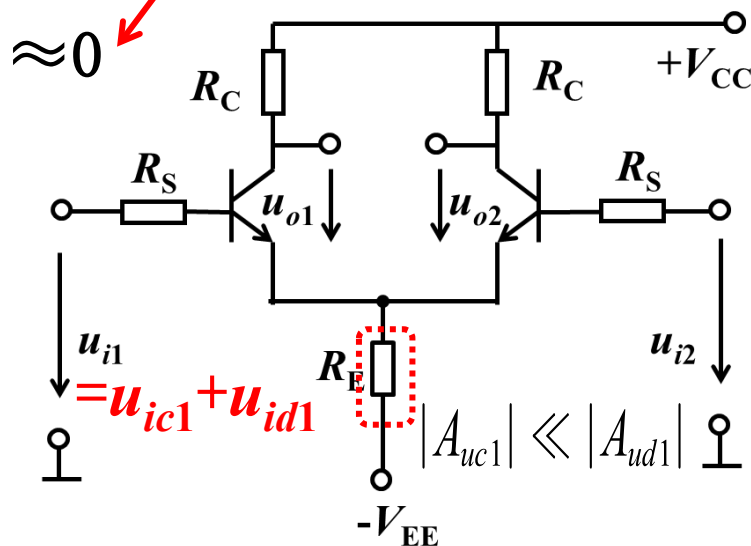 ≈0
+V_CC
R_C
R_C
R_S
R_S
u_o1
u_o2
u_i1
u_i2
=u_ic1+u_id1
R_E
|A_uc1| ≪ |A_ud1|
-V_EE